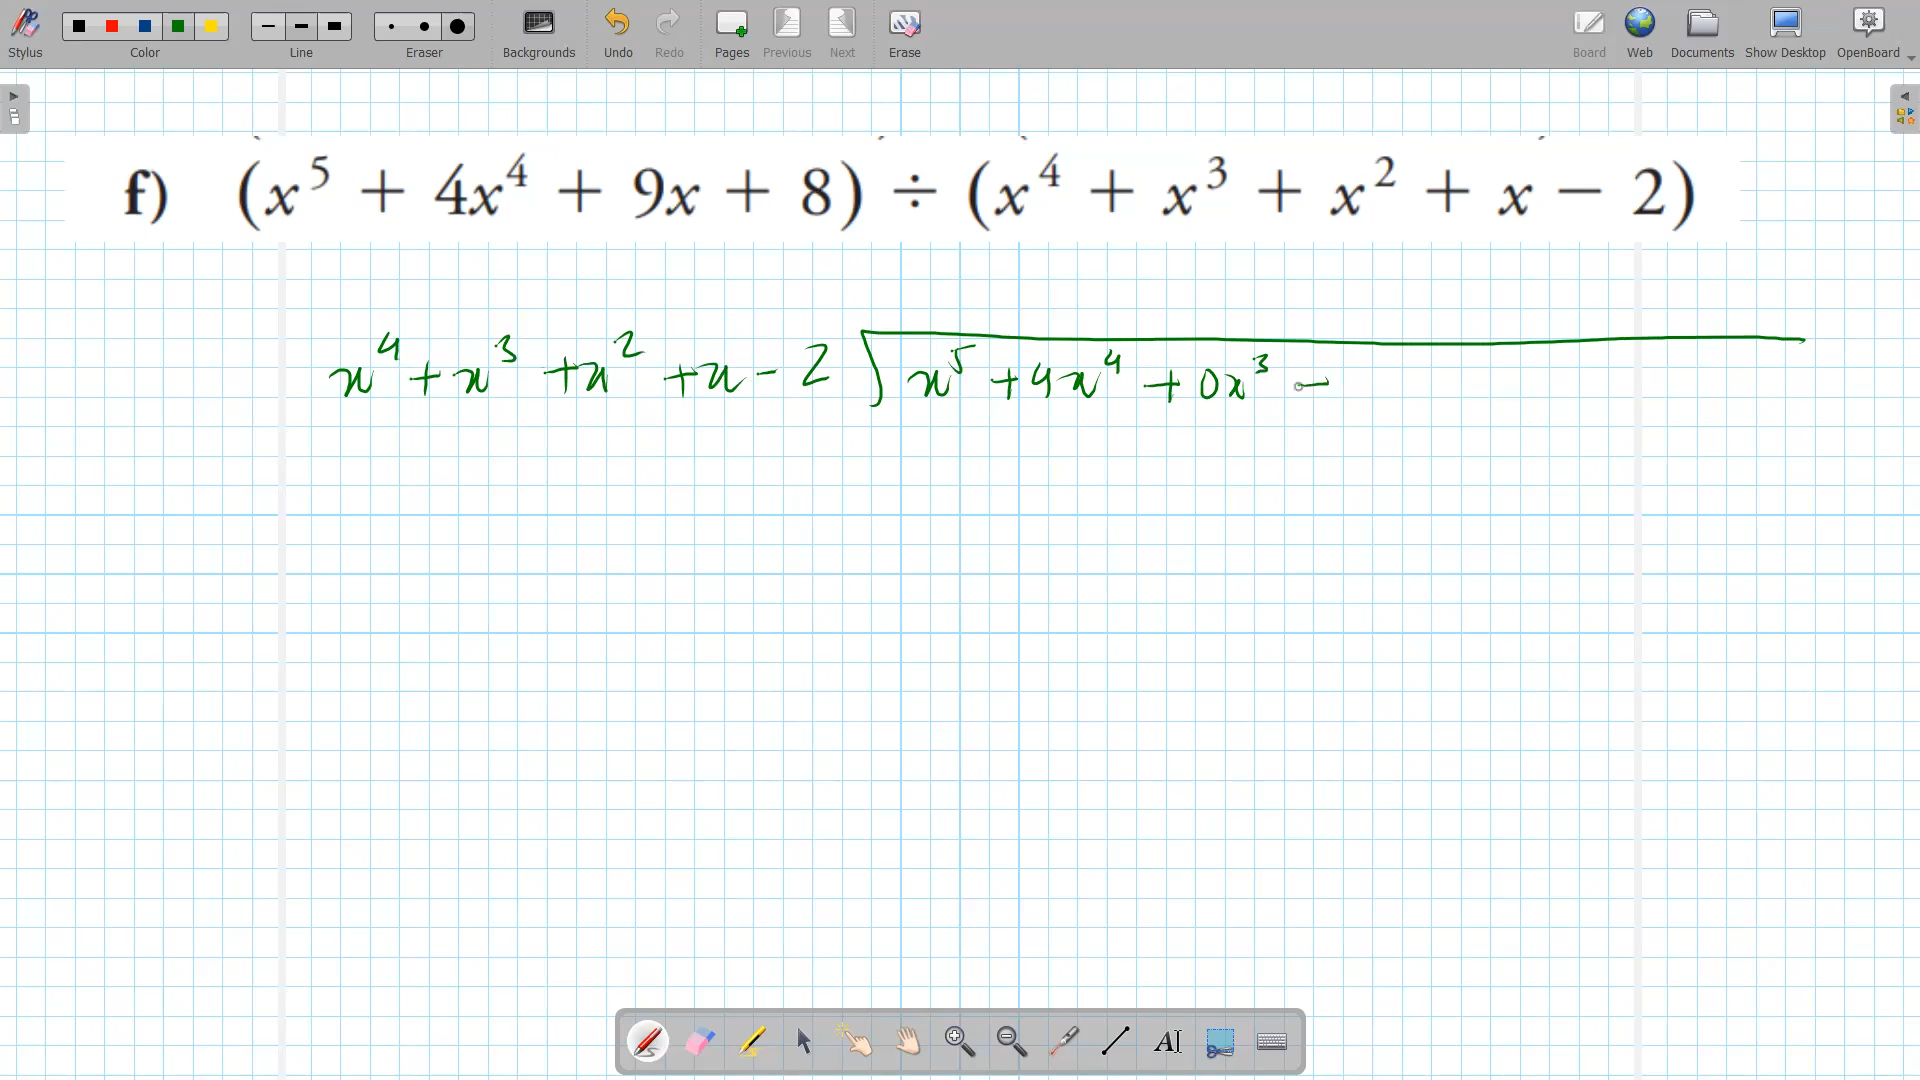 Stylus Color Line Eraser Backgrounds Undo Redo Pages Previous Next Erase Board Web Documents Show Desktop OpenBoard
f) (x⁵ + 4x⁴ + 9x + 8) ÷ (x⁴ + x³ + x² + x − 2)
x⁴ + x³ + x² + x − 2 ) x⁵ + 4x⁴ + 0x³ −